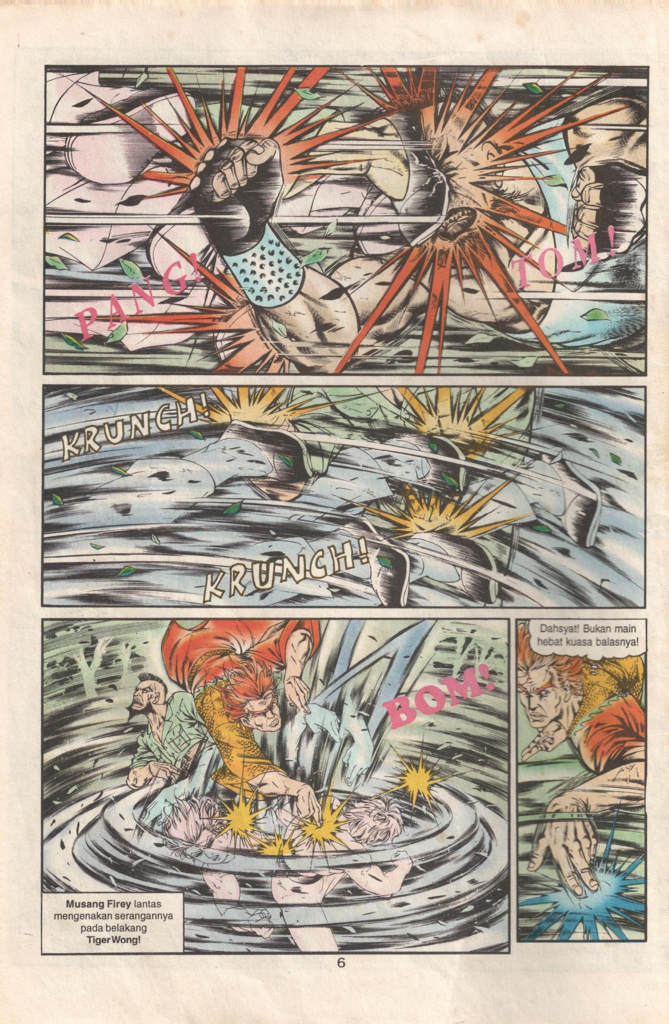 PANG!
TOM!
KRUNCH!
KRUNCH!
BOM!
Dahsyat! Bukan main
hebat kuasa balasnya!
Musang Firey lantas
mengenakan serangannya
pada belakang
Tiger Wong!
6